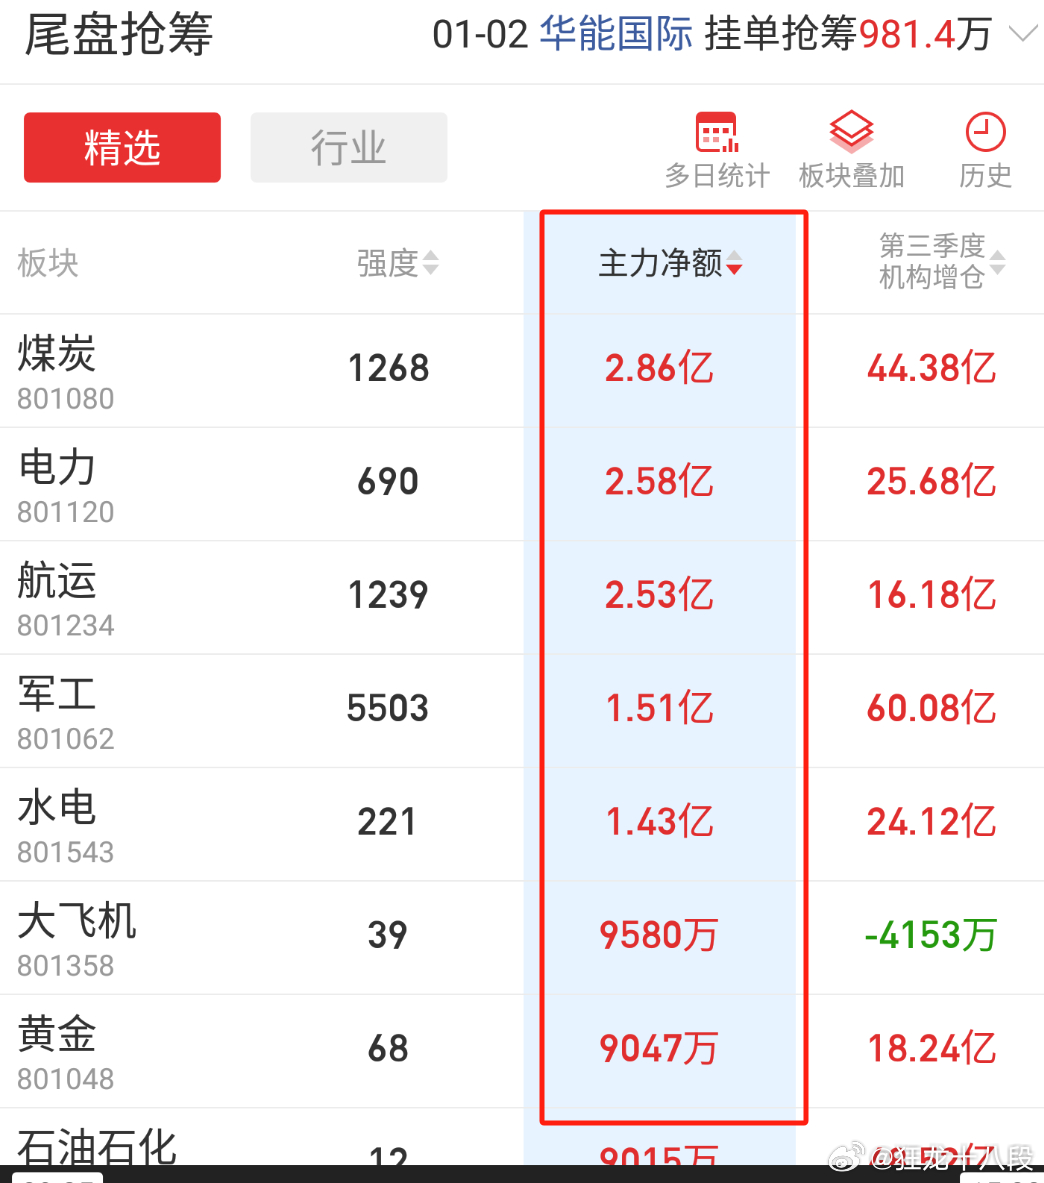 尾盘抢筹 01-02 华能国际 挂单抢筹981.4万
精选 行业 多日统计 板块叠加 历史
板块 强度 主力净额 第三季度
机构增仓
煤炭 1268 2.86亿 44.38亿
801080
电力 690 2.58亿 25.68亿
801120
航运 1239 2.53亿 16.18亿
801234
军工 5503 1.51亿 60.08亿
801062
水电 221 1.43亿 24.12亿
801543
大飞机 39 9580万 -4153万
801358
黄金 68 9047万 18.24亿
801048
石油石化 12 9015万
@狂龙十八段